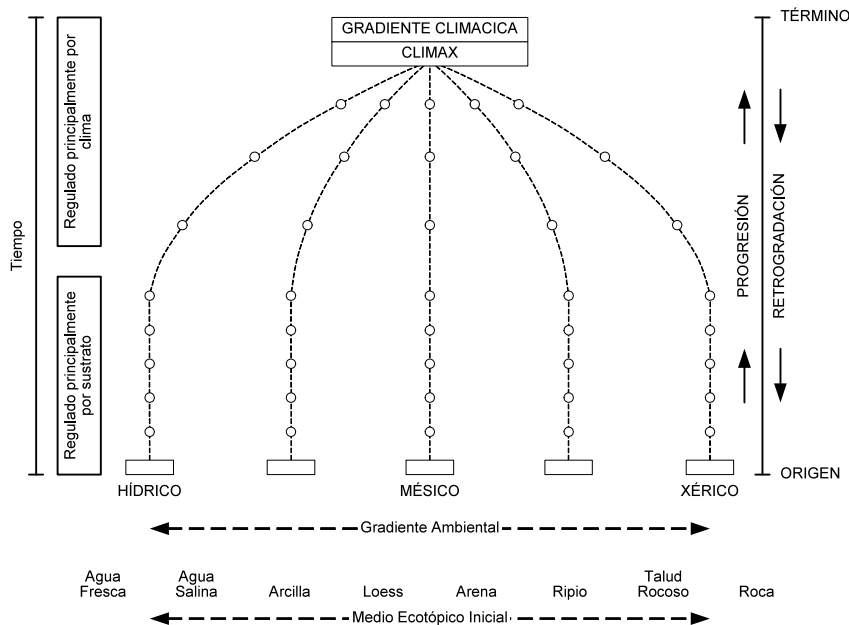 GRADIENTE CLIMACICA
CLIMAX
TÉRMINO
Tiempo
Regulado principalmente por
clima
Regulado principalmente
por sustrato
PROGRESIÓN
RETROGRADACIÓN
ORIGEN
HÍDRICO
MÉSICO
XÉRICO
Gradiente Ambiental
Agua
Fresca
Agua
Salina
Arcilla
Loess
Arena
Ripio
Talud
Rocoso
Roca
Medio Ecotópico Inicial